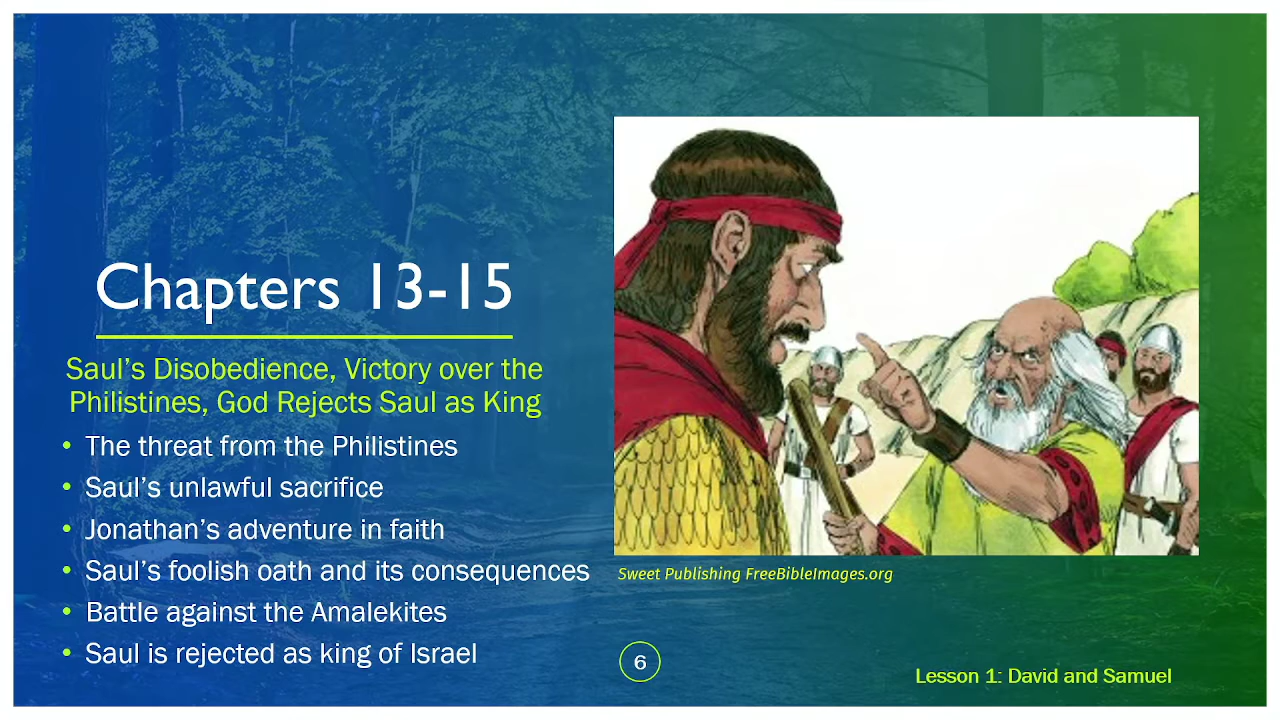 Chapters 13-15
Saul's Disobedience, Victory over the
Philistines, God Rejects Saul as King
• The threat from the Philistines
• Saul's unlawful sacrifice
• Jonathan's adventure in faith
• Saul's foolish oath and its consequences
• Battle against the Amalekites
• Saul is rejected as king of Israel
Sweet Publishing FreeBibleImages.org
6
Lesson 1: David and Samuel